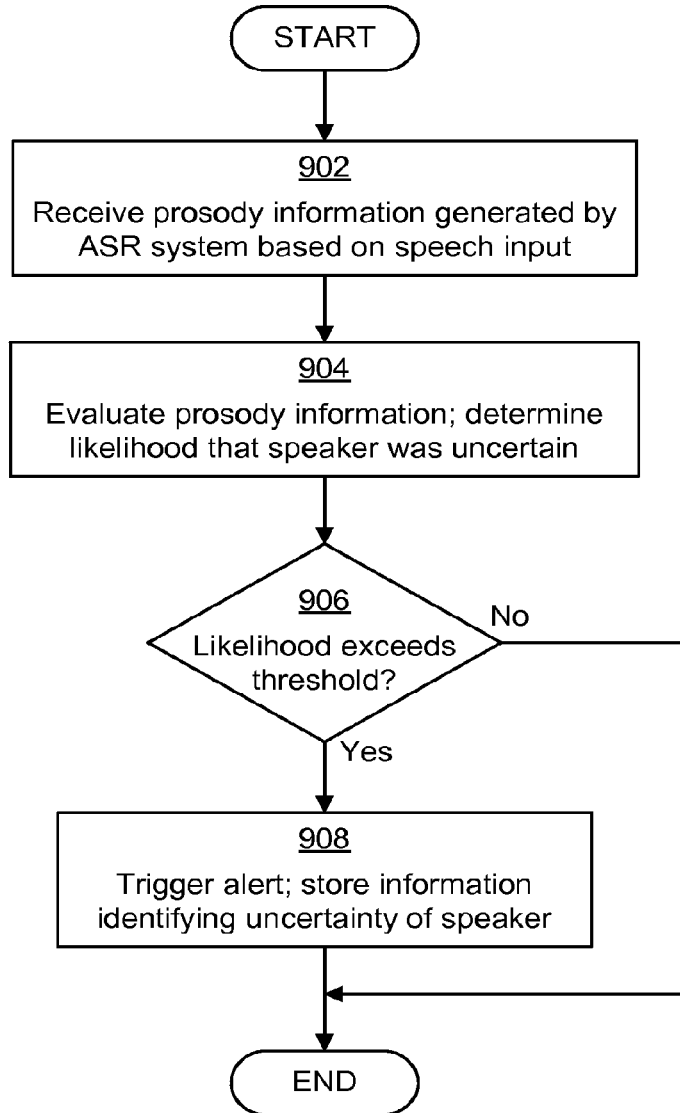 START
902
Receive prosody information generated by
ASR system based on speech input
904
Evaluate prosody information; determine
likelihood that speaker was uncertain
906
Likelihood exceeds
threshold?
No
Yes
908
Trigger alert; store information
identifying uncertainty of speaker
END